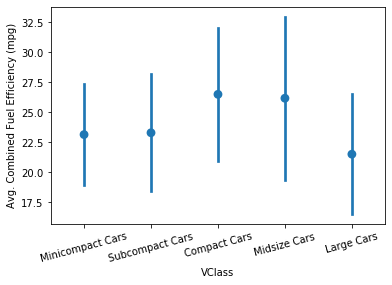 Avg. Combined Fuel Efficiency (mpg)
32.5
30.0
27.5
25.0
22.5
20.0
17.5
Minicompact Cars
Subcompact Cars
Compact Cars
Midsize Cars
Large Cars
VClass